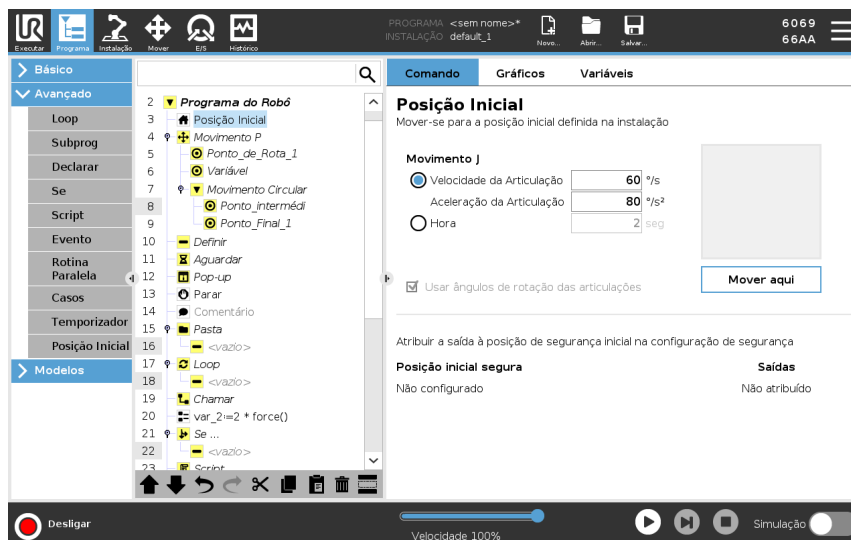 UR
Executar
Programa
Instalação
Mover
E/S
Histórico
PROGRAMA <sem nome>*
INSTALAÇÃO default_1
Novo...
Abrir...
Salvar...
6069
66AA
Básico
Avançado
Loop
Subprog
Declarar
Se
Script
Evento
Rotina
Paralela
Casos
Temporizador
Posição Inicial
Modelos
2 Programa do Robô
3 Posição Inicial
4 Movimento P
5 Ponto_de_Rota_1
6 Variável
7 Movimento Circular
8 Ponto_intermédi
9 Ponto_Final_1
10 Definir
11 Aguardar
12 Pop-up
13 Parar
14 Comentário
15 Pasta
16 <vazio>
17 Loop
18 <vazio>
19 Chamar
20 var_2:=2 * force()
21 Se ...
22 <vazio>
23 Script
Comando Gráficos Variáveis
Posição Inicial
Mover-se para a posição inicial definida na instalação
Movimento J
Velocidade da Articulação 60 °/s
Aceleração da Articulação 80 °/s²
Hora 2 seg
Usar ângulos de rotação das articulações
Mover aqui
Atribuir a saída à posição de segurança inicial na configuração de segurança
Posição inicial segura Saídas
Não configurado Não atribuído
Desligar
Velocidade 100%
Simulação